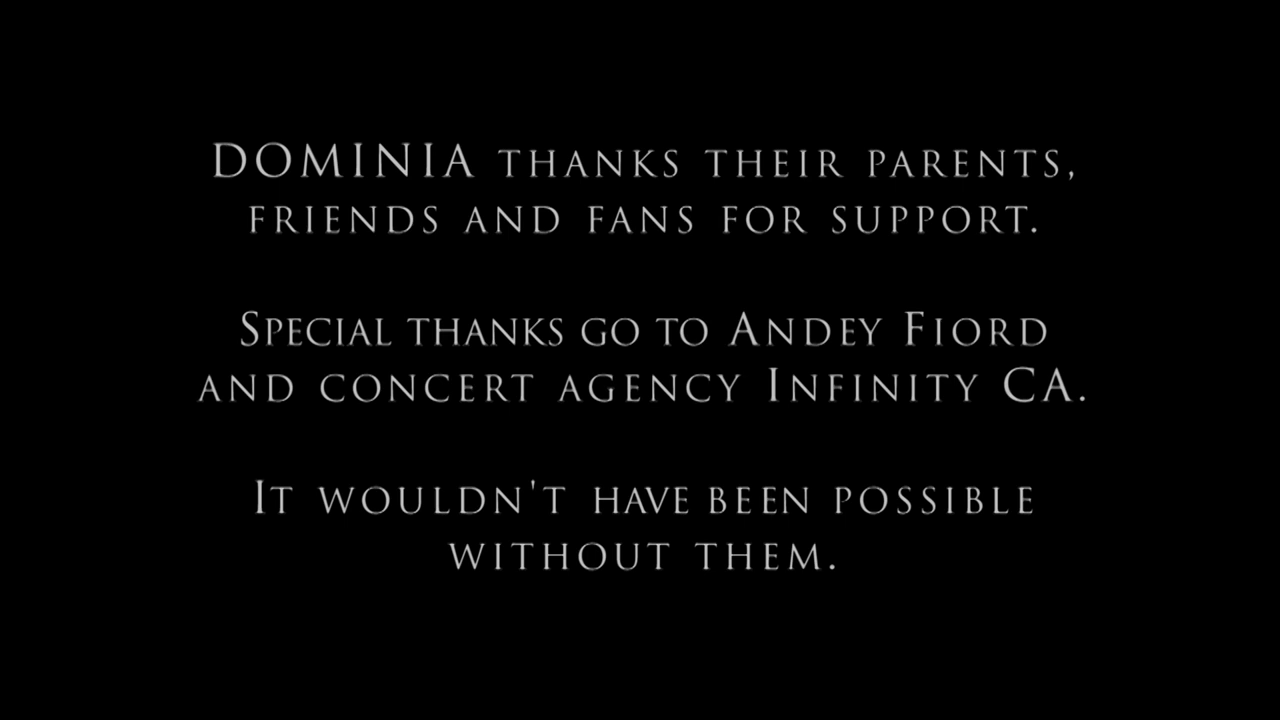 DOMINIA THANKS THEIR PARENTS,
FRIENDS AND FANS FOR SUPPORT.
SPECIAL THANKS GO TO ANDEY FIORD
AND CONCERT AGENCY INFINITY CA.
IT WOULDN'T HAVE BEEN POSSIBLE
WITHOUT THEM.